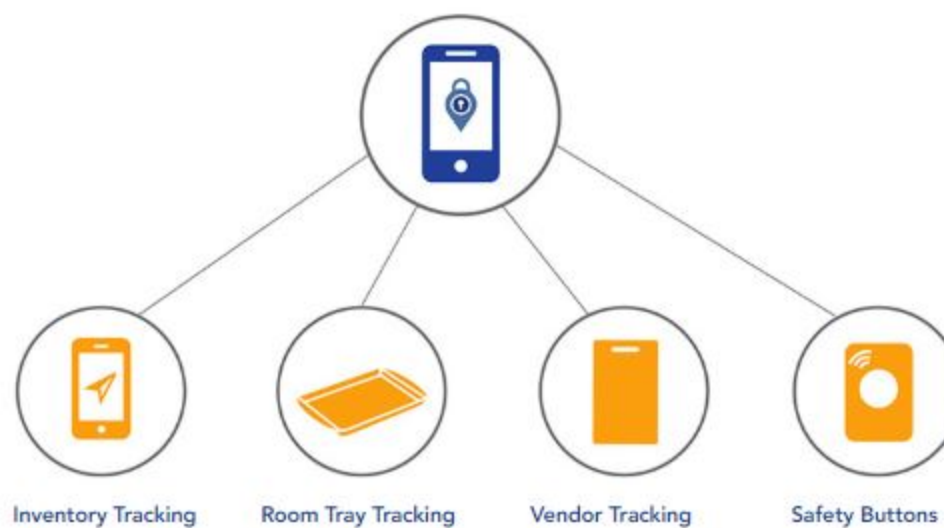 Inventory Tracking
Room Tray Tracking
Vendor Tracking
Safety Buttons